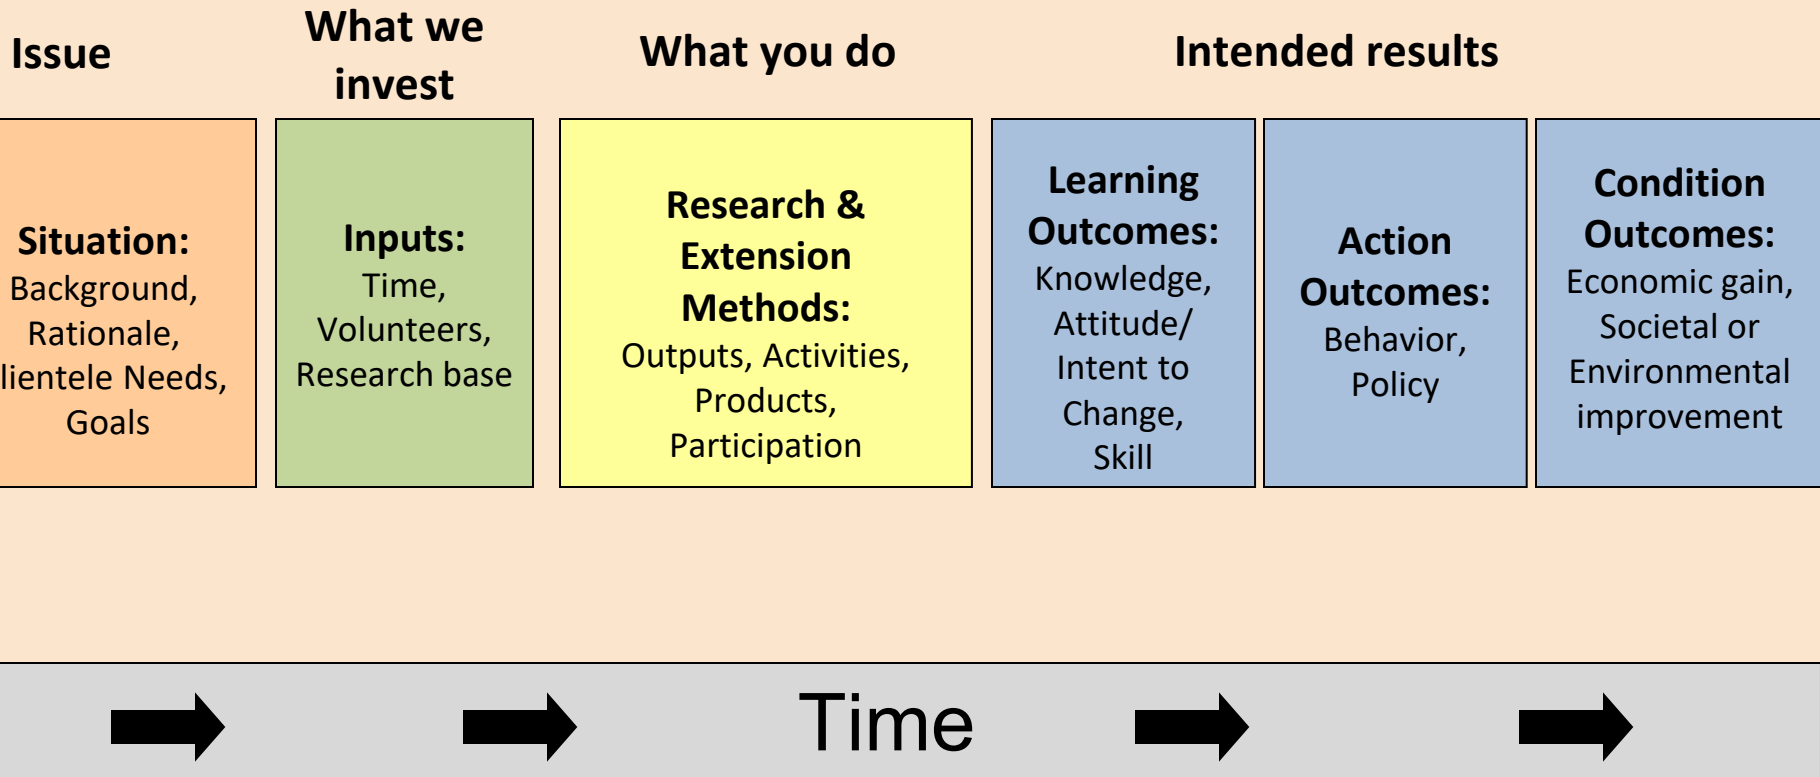 Issue
What we
invest
What you do
Intended results
Situation:
Background,
Rationale,
lientele Needs,
Goals
Inputs:
Time,
Volunteers,
Research base
Research &
Extension
Methods:
Outputs, Activities,
Products,
Participation
Learning
Outcomes:
Knowledge,
Attitude/
Intent to
Change,
Skill
Action
Outcomes:
Behavior,
Policy
Condition
Outcomes:
Economic gain,
Societal or
Environmental
improvement
Time